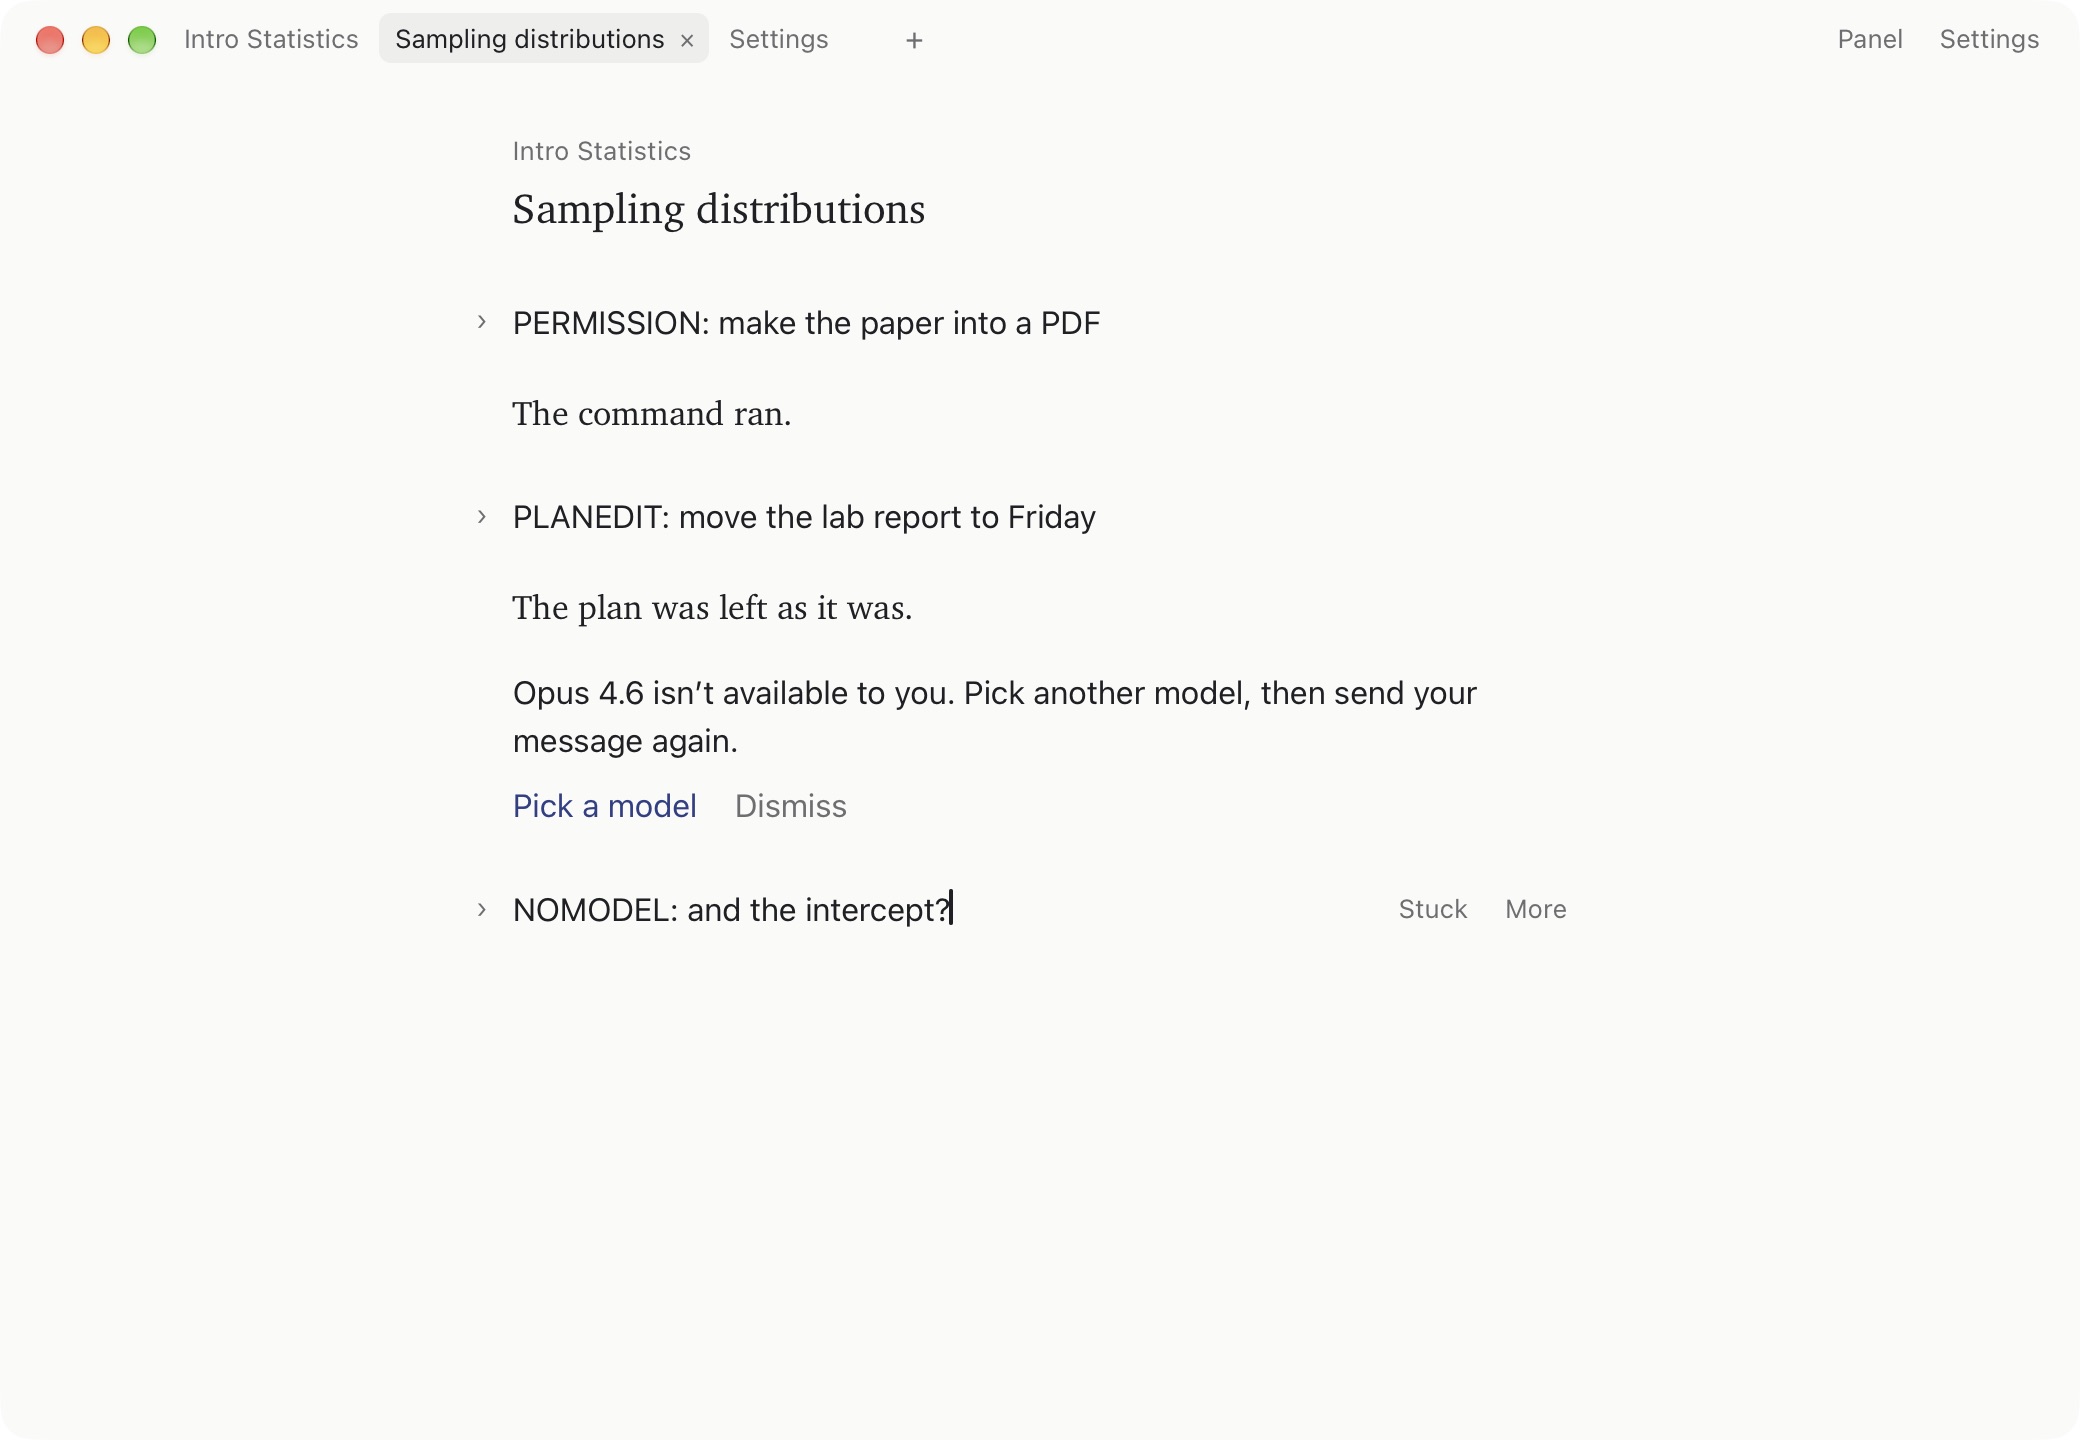 Intro Statistics
Sampling distributions ×
Settings
+
Panel
Settings
Intro Statistics
Sampling distributions
› PERMISSION: make the paper into a PDF
The command ran.
› PLANEDIT: move the lab report to Friday
The plan was left as it was.
Opus 4.6 isn’t available to you. Pick another model, then send your
message again.
Pick a model
Dismiss
› NOMODEL: and the intercept?
Stuck
More